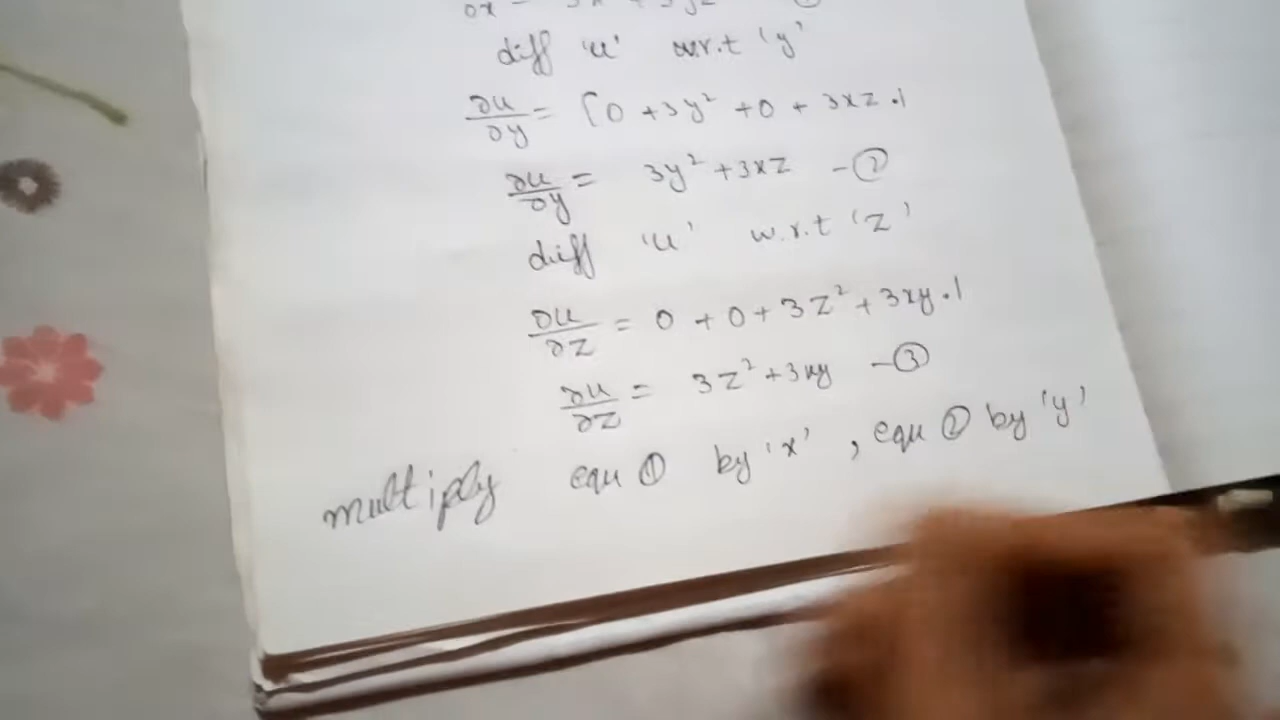 diff 'u' w.r.t 'y'
∂u/∂y = [0 + 3y² + 0 + 3xz.1
∂u/∂y = 3y² + 3xz -②
diff 'u' w.r.t 'z'
∂u/∂z = 0 + 0 + 3z² + 3xy.1
∂u/∂z = 3z² + 3xy -③
multiply equ ① by 'x', equ ② by 'y'